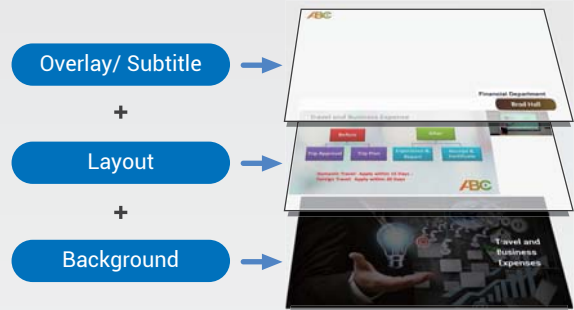 ABC
Overlay/ Subtitle
Financial Department
Brad Hall
+
Travel and Business Expense
Before
After
Layout
Trip Approval
Trip Plan
Experience &
Report
Receipt &
Certificate
Domestic Travel: Apply within 15 Days .
Foreign Travel: Apply within 30 Days
ABC
+
Background
Travel and
Business
Expenses